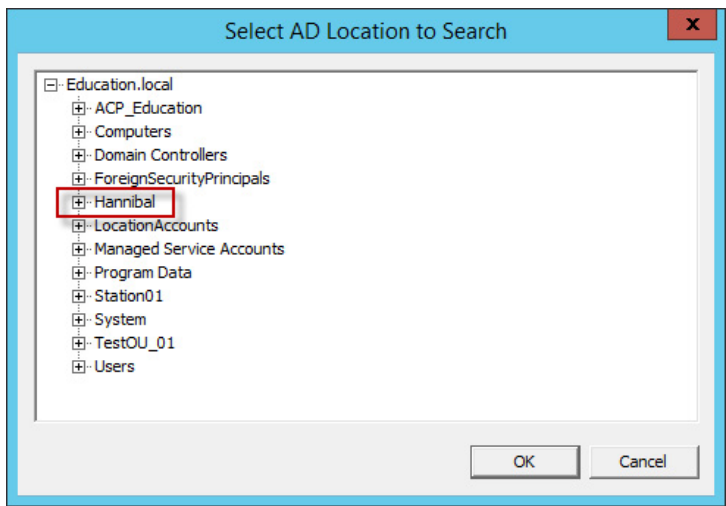 Select AD Location to Search
x
Education.local
ACP_Education
Computers
Domain Controllers
ForeignSecurityPrincipals
Hannibal
LocationAccounts
Managed Service Accounts
Program Data
Station01
System
TestOU_01
Users
OK Cancel